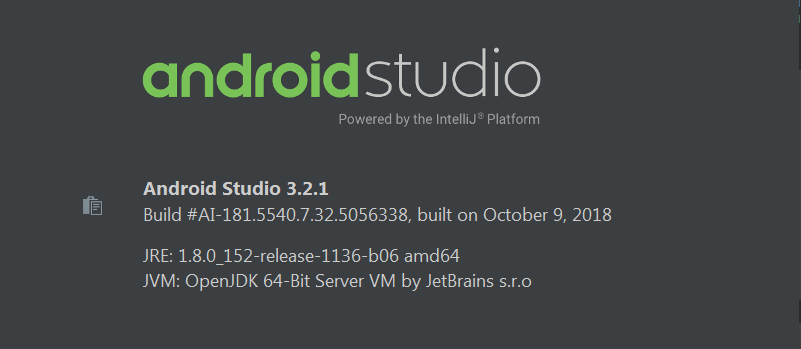 androidstudio
Powered by the IntelliJ® Platform
Android Studio 3.2.1
Build #AI-181.5540.7.32.5056338, built on October 9, 2018
JRE: 1.8.0_152-release-1136-b06 amd64
JVM: OpenJDK 64-Bit Server VM by JetBrains s.r.o